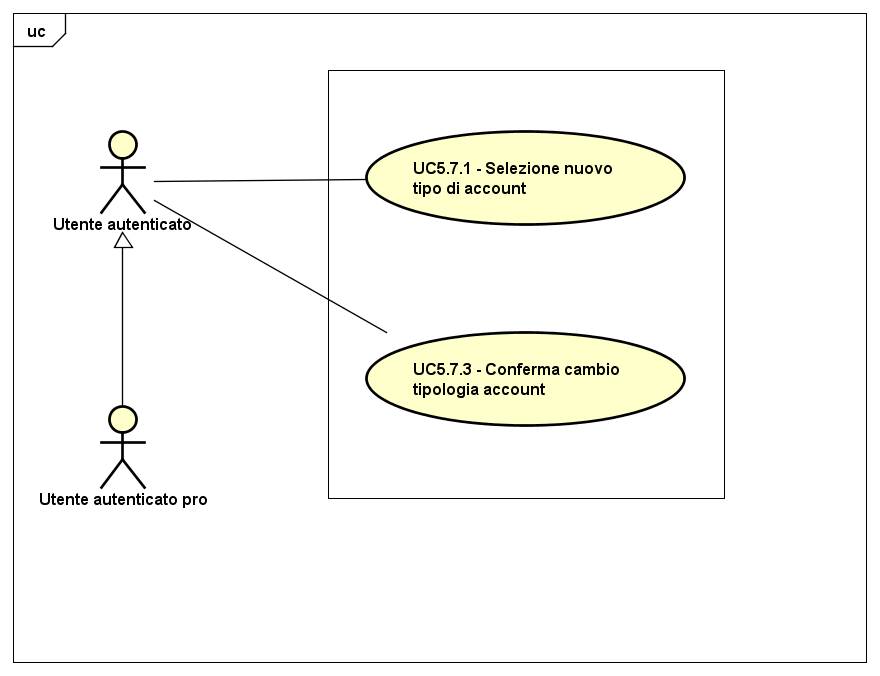 uc
UC5.7.1 - Selezione nuovo
tipo di account
Utente autenticato
UC5.7.3 - Conferma cambio
tipologia account
Utente autenticato pro